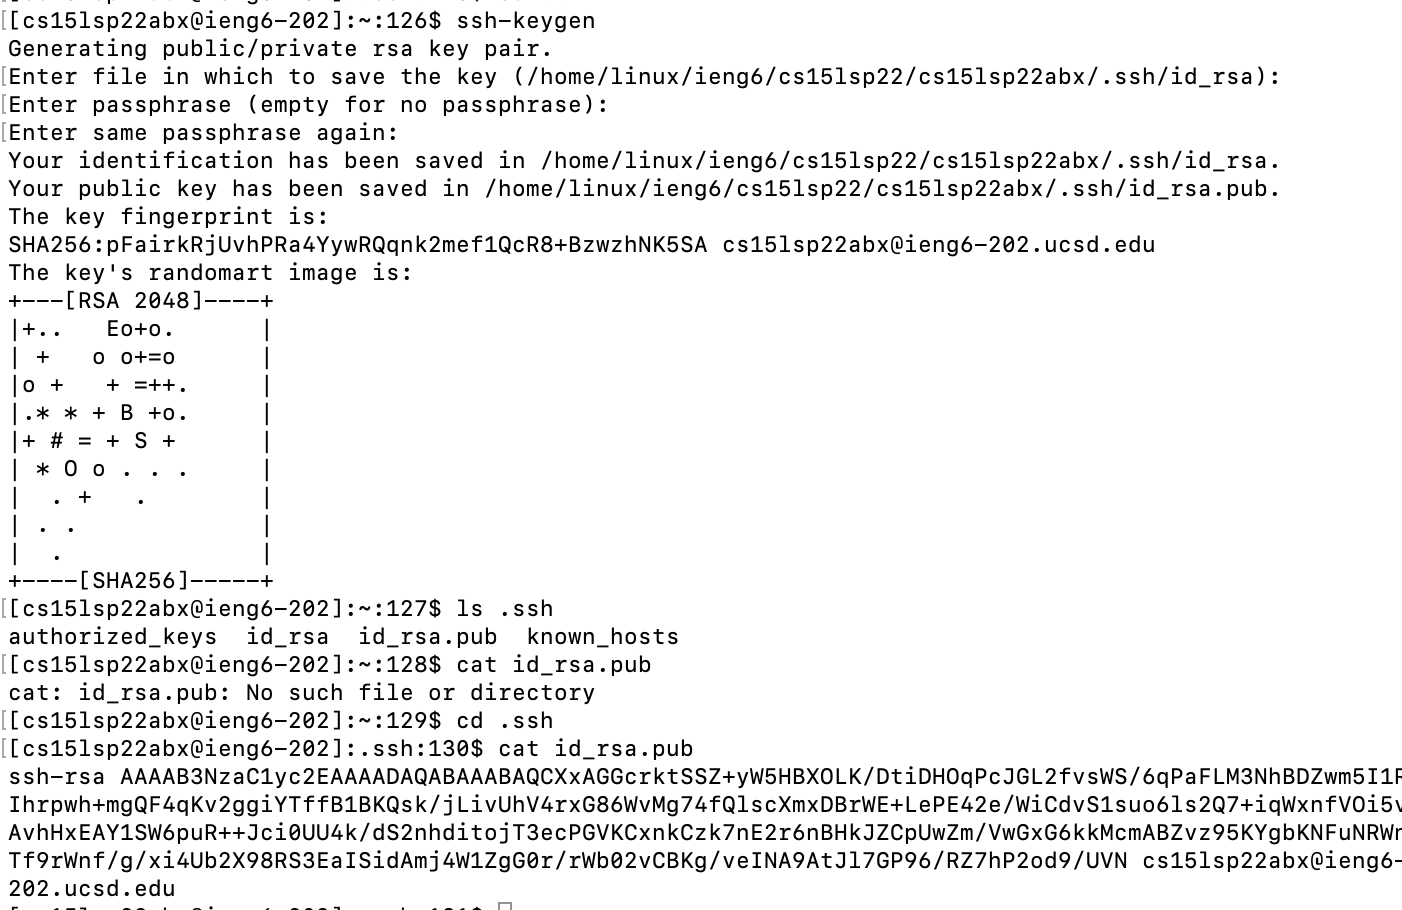 [[cs15lsp22abx@ieng6-202]:~:126$ ssh-keygen
Generating public/private rsa key pair.
[Enter file in which to save the key (/home/linux/ieng6/cs15lsp22/cs15lsp22abx/.ssh/id_rsa):
[Enter passphrase (empty for no passphrase):
[Enter same passphrase again:
Your identification has been saved in /home/linux/ieng6/cs15lsp22/cs15lsp22abx/.ssh/id_rsa.
Your public key has been saved in /home/linux/ieng6/cs15lsp22/cs15lsp22abx/.ssh/id_rsa.pub.
The key fingerprint is:
SHA256:pFairkRjUvhPRa4YywRQqnk2mef1QcR8+BzwzhNK5SA cs15lsp22abx@ieng6-202.ucsd.edu
The key's randomart image is:
+---[RSA 2048]----+
|+..   Eo+o.      |
| +   o o+=o      |
|o +   + =++.     |
|.* * + B +o.     |
|+ # = + S +      |
| * O o . . .     |
|  . +   .        |
| . .             |
|  .              |
+----[SHA256]-----+
[[cs15lsp22abx@ieng6-202]:~:127$ ls .ssh
authorized_keys  id_rsa  id_rsa.pub  known_hosts
[[cs15lsp22abx@ieng6-202]:~:128$ cat id_rsa.pub
cat: id_rsa.pub: No such file or directory
[[cs15lsp22abx@ieng6-202]:~:129$ cd .ssh
[[cs15lsp22abx@ieng6-202]:.ssh:130$ cat id_rsa.pub
ssh-rsa AAAAB3NzaC1yc2EAAAADAQABAAABAQCXxAGGcrktSSZ+yW5HBXOLK/DtiDHOqPcJGL2fvsWS/6qPaFLM3NhBDZwm5I1R
Ihrpwh+mgQF4qKv2ggiYTffB1BKQsk/jLivUhV4rxG86WvMg74fQlscXmxDBrWE+LePE42e/WiCdvS1suo6ls2Q7+iqWxnfVOi5v
AvhHxEAY1SW6puR++Jci0UU4k/dS2nhditojT3ecPGVKCxnkCzk7nE2r6nBHkJZCpUwZm/VwGxG6kkMcmABZvz95KYgbKNFuNRWn
Tf9rWnf/g/xi4Ub2X98RS3EaISidAmj4W1ZgG0r/rWb02vCBKg/veINA9AtJl7GP96/RZ7hP2od9/UVN cs15lsp22abx@ieng6-
202.ucsd.edu